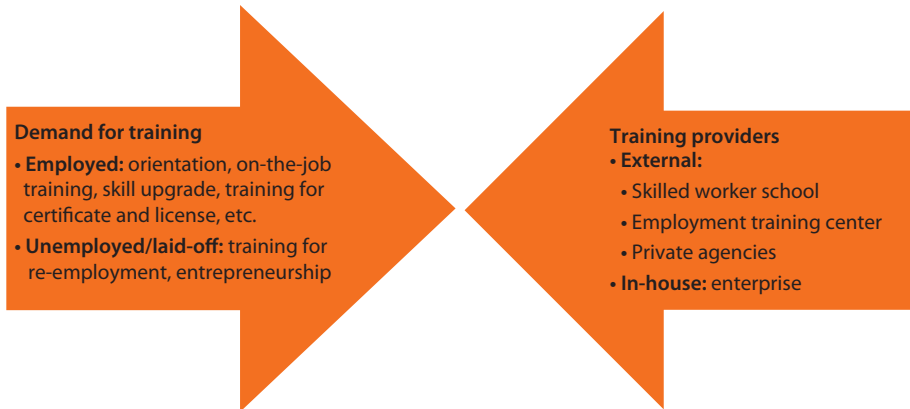 Demand for training
• Employed: orientation, on-the-job
training, skill upgrade, training for
certificate and license, etc.
• Unemployed/laid-off: training for
re-employment, entrepreneurship
Training providers
• External:
• Skilled worker school
• Employment training center
• Private agencies
• In-house: enterprise